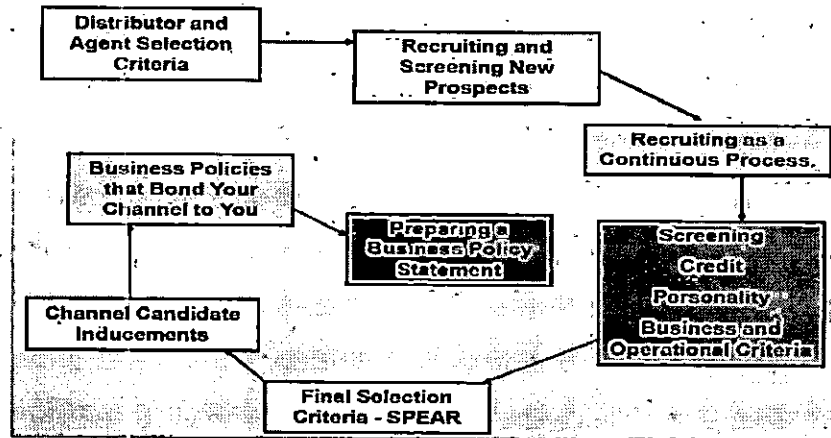 Distributor and
Agent Selection
Criteria
Recruiting and
Screening New
Prospects
Recruiting as a
Continuous Process.
Screening
Credit
Personality
Business and
Operational Criteria
Final Selection
Criteria - SPEAR
Channel Candidate
Inducements
Business Policies
that Bond Your
Channel to You
Preparing a
Business Policy
Statement